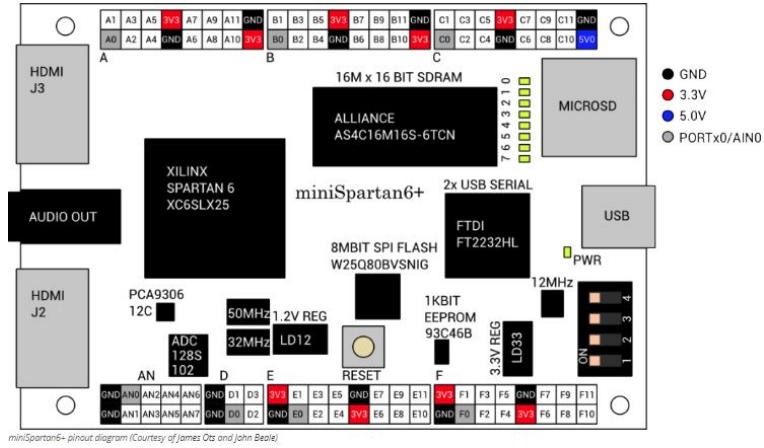 A1 A3 A5 3V3 A7 A9 A11 GND B1 B3 B5 3V3 B7 B9 B11 GND C1 C3 C5 3V3 C7 C9 C11 GND
A0 A2 A4 GND A6 A8 A10 3V3 B0 B2 B4 GND B6 B8 B10 3V3 C0 C2 C4 GND C6 C8 C10 5V0
A B C
HDMI
J3
16M x 16 BIT SDRAM
ALLIANCE
AS4C16M16S-6TCN
7 6 5 4 3 2 1 0
MICROSD
GND
3.3V
5.0V
PORTx0/AIN0
XILINX
SPARTAN 6
XC6SLX25
miniSpartan6+
2x USB SERIAL
FTDI
FT2232HL
AUDIO OUT
USB
PWR
8MBIT SPI FLASH
W25Q80BVSNIG
HDMI
J2
PCA9306
12C
50MHz
32MHz
1.2V REG
LD12
ADC
128S
102
RESET
1KBIT
EEPROM
93C46B
3.3V REG
LD33
12MHz
ON
1 2 3 4
AN D E F
GND AN0 AN2 AN4 AN6 GND D1 D3 3V3 E1 E3 E5 GND E7 E9 E11 3V3 F1 F3 F5 GND F7 F9 F11
GND AN1 AN3 AN5 AN7 GND D0 D2 GND E0 E2 E4 3V3 E6 E8 E10 GND F0 F2 F4 3V3 F6 F8 F10
miniSpartan6+ pinout diagram (Courtesy of James Ots and John Beale)